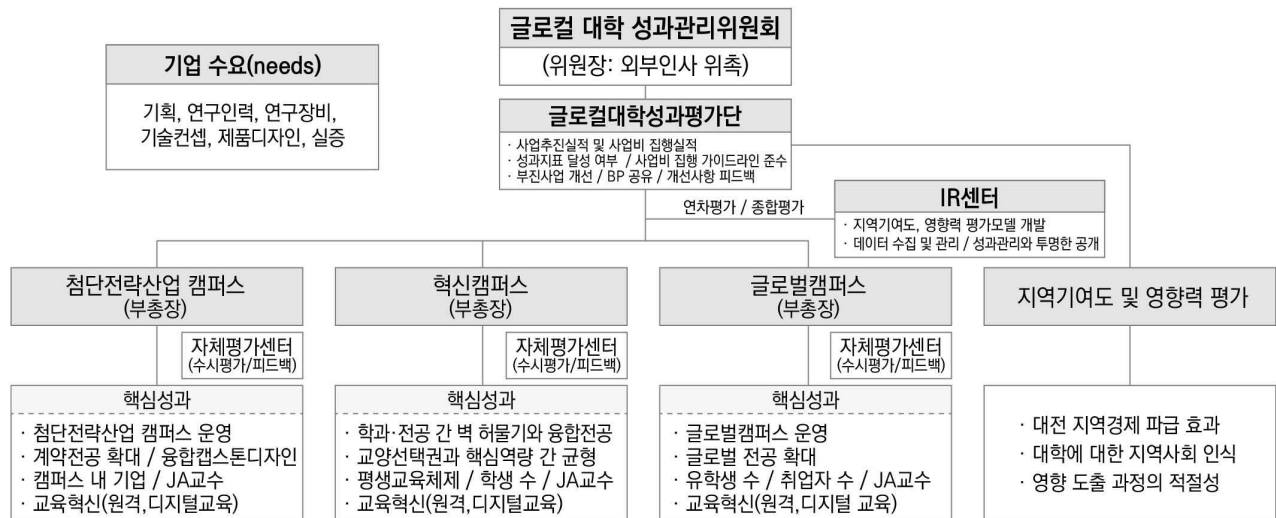 글로컬 대학 성과관리위원회
(위원장: 외부인사 위촉)
기업 수요(needs)
기획, 연구인력, 연구장비,
기술컨셉, 제품디자인, 실증
글로컬대학성과평가단
· 사업추진실적 및 사업비 집행실적
· 성과지표 달성 여부 / 사업비 집행 가이드라인 준수
· 부진사업 개선 / BP 공유 / 개선사항 피드백
연차평가 / 종합평가
IR센터
· 지역기여도, 영향력 평가모델 개발
· 데이터 수집 및 관리 / 성과관리와 투명한 공개
첨단전략산업 캠퍼스
(부총장)
자체평가센터
(수시평가/피드백)
핵심성과
· 첨단전략산업 캠퍼스 운영
· 계약전공 확대 / 융합캡스톤디자인
· 캠퍼스 내 기업 / JA교수
· 교육혁신(원격,디지털교육)
혁신캠퍼스
(부총장)
자체평가센터
(수시평가/피드백)
핵심성과
· 학과·전공 간 벽 허물기와 융합전공
· 교양선택권과 핵심역량 간 균형
· 평생교육체제 / 학생 수 / JA교수
· 교육혁신(원격,디지털교육)
글로벌캠퍼스
(부총장)
자체평가센터
(수시평가/피드백)
핵심성과
· 글로벌캠퍼스 운영
· 글로벌 전공 확대
· 유학생 수 / 취업자 수 / JA교수
· 교육혁신(원격,디지털 교육)
지역기여도 및 영향력 평가
· 대전 지역경제 파급 효과
· 대학에 대한 지역사회 인식
· 영향 도출 과정의 적절성